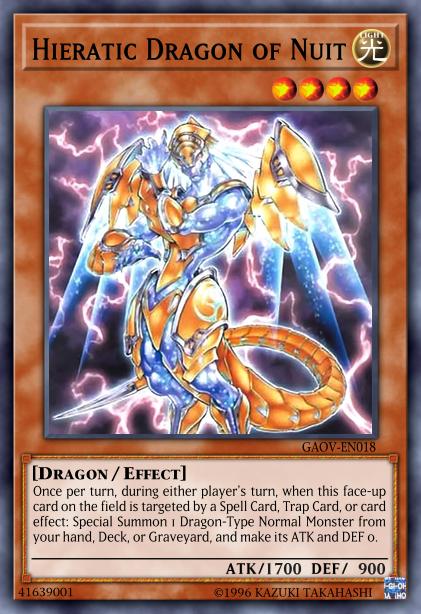 HIERATIC DRAGON OF NUIT
LIGHT
光
GAOV-EN018
[DRAGON / EFFECT]
Once per turn, during either player's turn, when this face-up
card on the field is targeted by a Spell Card, Trap Card, or card
effect: Special Summon 1 Dragon-Type Normal Monster from
your hand, Deck, or Graveyard, and make its ATK and DEF 0.
ATK/1700 DEF/ 900
41639001
©1996 KAZUKI TAKAHASHI